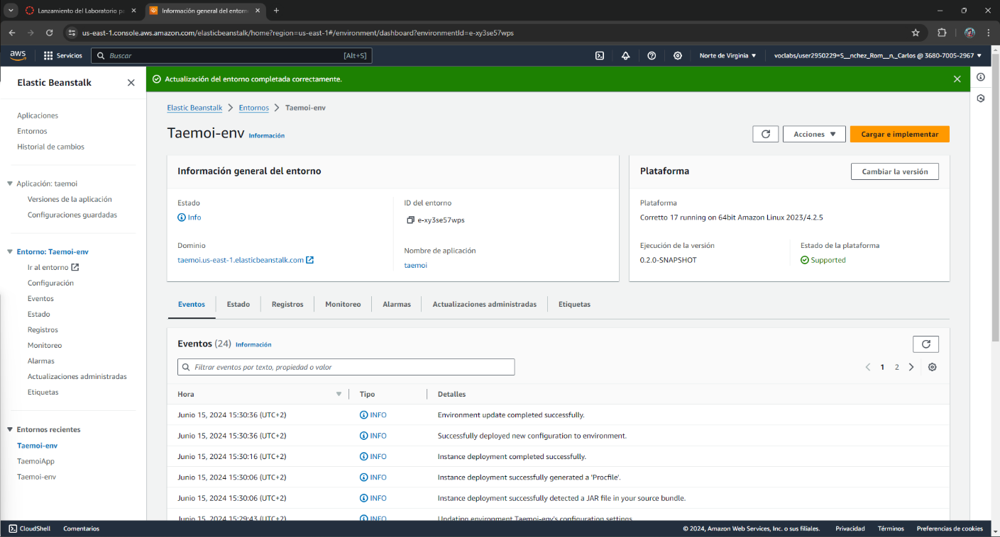 Lanzamiento del Laboratorio pa
Información general del entorn
us-east-1.console.aws.amazon.com/elasticbeanstalk/home?region=us-east-1#/environment/dashboard?environmentId=e-xy3se57wps
aws
Servicios
Buscar
[Alt+S]
Norte de Virginia
voclabs/user2950229=S__nchez_Rom__n,_Carlos @ 3680-7005-2967
Elastic Beanstalk
Aplicaciones
Entornos
Historial de cambios
Aplicación: taemoi
Versiones de la aplicación
Configuraciones guardadas
Entorno: Taemoi-env
Ir al entorno
Configuración
Eventos
Estado
Registros
Monitoreo
Alarmas
Actualizaciones administradas
Etiquetas
Entornos recientes
Taemoi-env
TaemoiApp
Taemoi-env
Actualización del entorno completada correctamente.
Elastic Beanstalk
Entornos
Taemoi-env
Taemoi-env Información
Acciones
Cargar e implementar
Información general del entorno
Estado
Info
Dominio
taemoi.us-east-1.elasticbeanstalk.com
ID del entorno
e-xy3se57wps
Nombre de aplicación
taemoi
Plataforma
Cambiar la versión
Plataforma
Corretto 17 running on 64bit Amazon Linux 2023/4.2.5
Ejecución de la versión
0.2.0-SNAPSHOT
Estado de la plataforma
Supported
Eventos
Estado
Registros
Monitoreo
Alarmas
Actualizaciones administradas
Etiquetas
Eventos (24) Información
Filtrar eventos por texto, propiedad o valor
1 2
Hora Tipo Detalles
Junio 15, 2024 15:30:36 (UTC+2) INFO Environment update completed successfully.
Junio 15, 2024 15:30:36 (UTC+2) INFO Successfully deployed new configuration to environment.
Junio 15, 2024 15:30:16 (UTC+2) INFO Instance deployment completed successfully.
Junio 15, 2024 15:30:06 (UTC+2) INFO Instance deployment successfully generated a 'Procfile'.
Junio 15, 2024 15:30:06 (UTC+2) INFO Instance deployment successfully detected a JAR file in your source bundle.
Junio 15, 2024 15:29:43 (UTC+2) INFO Updating environment Taemoi-env's configuration settings.
CloudShell
Comentarios
© 2024, Amazon Web Services, Inc. o sus filiales.
Privacidad
Términos
Preferencias de cookies